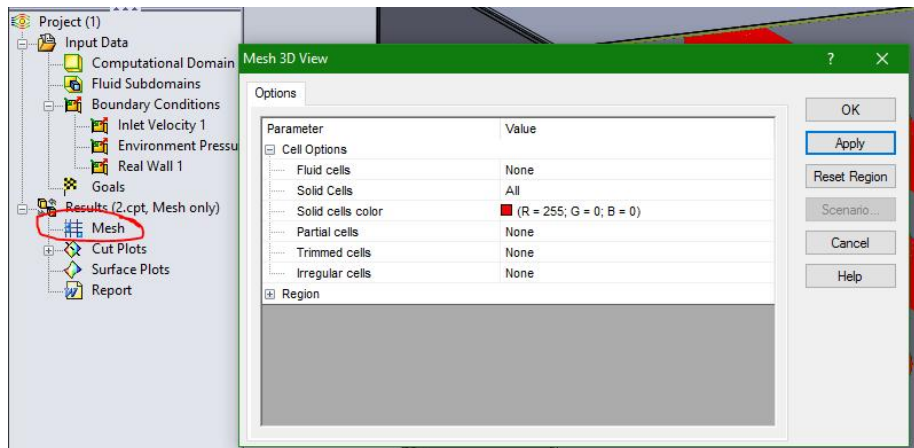 Project (1)
Input Data
Computational Domain
Fluid Subdomains
Boundary Conditions
Inlet Velocity 1
Environment Pressu
Real Wall 1
Goals
Results (2.cpt, Mesh only)
Mesh
Cut Plots
Surface Plots
Report
Mesh 3D View
? ×
Options
Parameter Value
Cell Options
Fluid cells None
Solid Cells All
Solid cells color (R = 255; G = 0; B = 0)
Partial cells None
Trimmed cells None
Irregular cells None
Region
OK
Apply
Reset Region
Scenario...
Cancel
Help